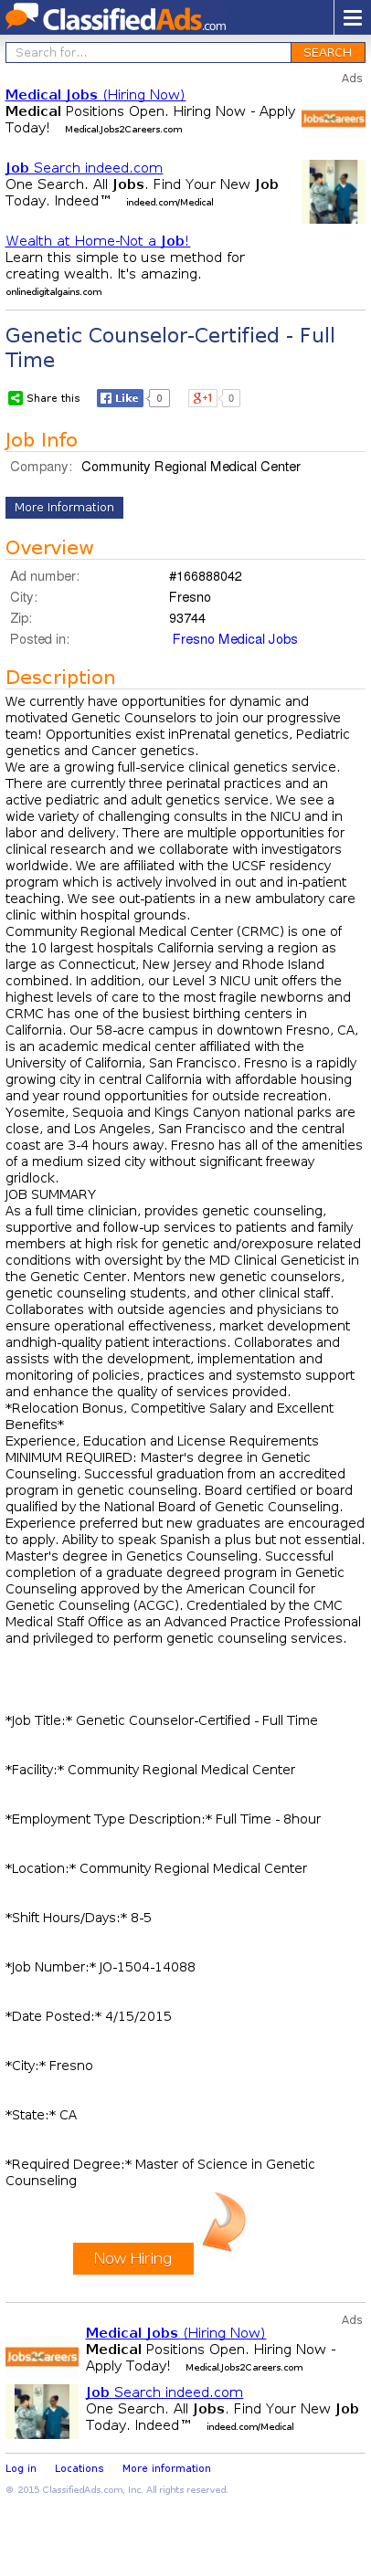 ClassifiedAds.com
Search for...
SEARCH
Ads
Medical Jobs (Hiring Now)
Medical Positions Open. Hiring Now - Apply
Today! Medical.Jobs2Careers.com
Jobs2Careers
Job Search indeed.com
One Search. All Jobs. Find Your New Job
Today. Indeed™ indeed.com/Medical
Wealth at Home-Not a Job!
Learn this simple to use method for
creating wealth. It's amazing.
onlinedigitalgains.com
Genetic Counselor-Certified - Full
Time
Share this Like 0 g+1 0
Job Info
Company: Community Regional Medical Center
More Information
Overview
Ad number: #166888042
City: Fresno
Zip: 93744
Posted in: Fresno Medical Jobs
Description
We currently have opportunities for dynamic and
motivated Genetic Counselors to join our progressive
team! Opportunities exist inPrenatal genetics, Pediatric
genetics and Cancer genetics.
We are a growing full-service clinical genetics service.
There are currently three perinatal practices and an
active pediatric and adult genetics service. We see a
wide variety of challenging consults in the NICU and in
labor and delivery. There are multiple opportunities for
clinical research and we collaborate with investigators
worldwide. We are affiliated with the UCSF residency
program which is actively involved in out and in-patient
teaching. We see out-patients in a new ambulatory care
clinic within hospital grounds.
Community Regional Medical Center (CRMC) is one of
the 10 largest hospitals California serving a region as
large as Connecticut, New Jersey and Rhode Island
combined. In addition, our Level 3 NICU unit offers the
highest levels of care to the most fragile newborns and
CRMC has one of the busiest birthing centers in
California. Our 58-acre campus in downtown Fresno, CA,
is an academic medical center affiliated with the
University of California, San Francisco. Fresno is a rapidly
growing city in central California with affordable housing
and year round opportunities for outside recreation.
Yosemite, Sequoia and Kings Canyon national parks are
close, and Los Angeles, San Francisco and the central
coast are 3-4 hours away. Fresno has all of the amenities
of a medium sized city without significant freeway
gridlock.
JOB SUMMARY
As a full time clinician, provides genetic counseling,
supportive and follow-up services to patients and family
members at high risk for genetic and/orexposure related
conditions with oversight by the MD Clinical Geneticist in
the Genetic Center. Mentors new genetic counselors,
genetic counseling students, and other clinical staff.
Collaborates with outside agencies and physicians to
ensure operational effectiveness, market development
andhigh-quality patient interactions. Collaborates and
assists with the development, implementation and
monitoring of policies, practices and systemsto support
and enhance the quality of services provided.
*Relocation Bonus, Competitive Salary and Excellent
Benefits*
Experience, Education and License Requirements
MINIMUM REQUIRED: Master's degree in Genetic
Counseling. Successful graduation from an accredited
program in genetic counseling. Board certified or board
qualified by the National Board of Genetic Counseling.
Experience preferred but new graduates are encouraged
to apply. Ability to speak Spanish a plus but not essential.
Master's degree in Genetics Counseling. Successful
completion of a graduate degreed program in Genetic
Counseling approved by the American Council for
Genetic Counseling (ACGC). Credentialed by the CMC
Medical Staff Office as an Advanced Practice Professional
and privileged to perform genetic counseling services.
*Job Title:* Genetic Counselor-Certified - Full Time
*Facility:* Community Regional Medical Center
*Employment Type Description:* Full Time - 8hour
*Location:* Community Regional Medical Center
*Shift Hours/Days:* 8-5
*Job Number:* JO-1504-14088
*Date Posted:* 4/15/2015
*City:* Fresno
*State:* CA
*Required Degree:* Master of Science in Genetic
Counseling
Now Hiring
Ads
Jobs2Careers
Medical Jobs (Hiring Now)
Medical Positions Open. Hiring Now -
Apply Today! Medical.Jobs2Careers.com
Job Search indeed.com
One Search. All Jobs. Find Your New Job
Today. Indeed™ indeed.com/Medical
Log in Locations More information
© 2015 ClassifiedAds.com, Inc. All rights reserved.